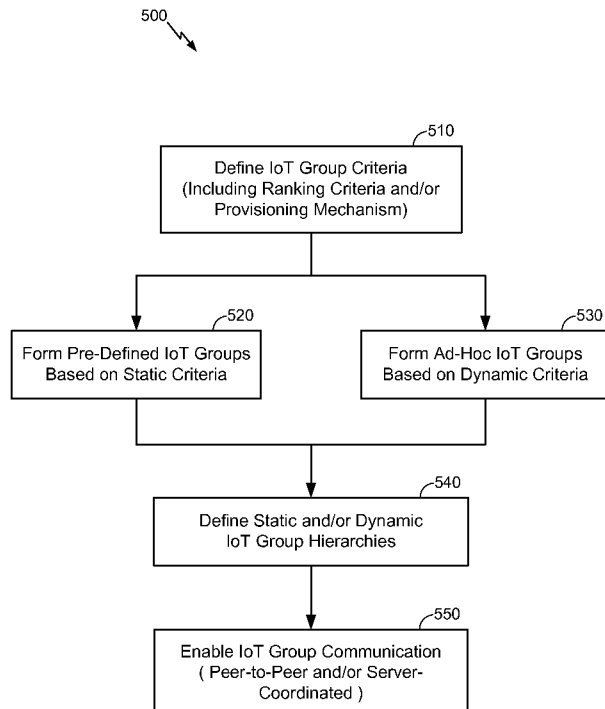 500
510
Define IoT Group Criteria
(Including Ranking Criteria and/or
Provisioning Mechanism)
520
Form Pre-Defined IoT Groups
Based on Static Criteria
530
Form Ad-Hoc IoT Groups
Based on Dynamic Criteria
540
Define Static and/or Dynamic
IoT Group Hierarchies
550
Enable IoT Group Communication
( Peer-to-Peer and/or Server-
Coordinated )